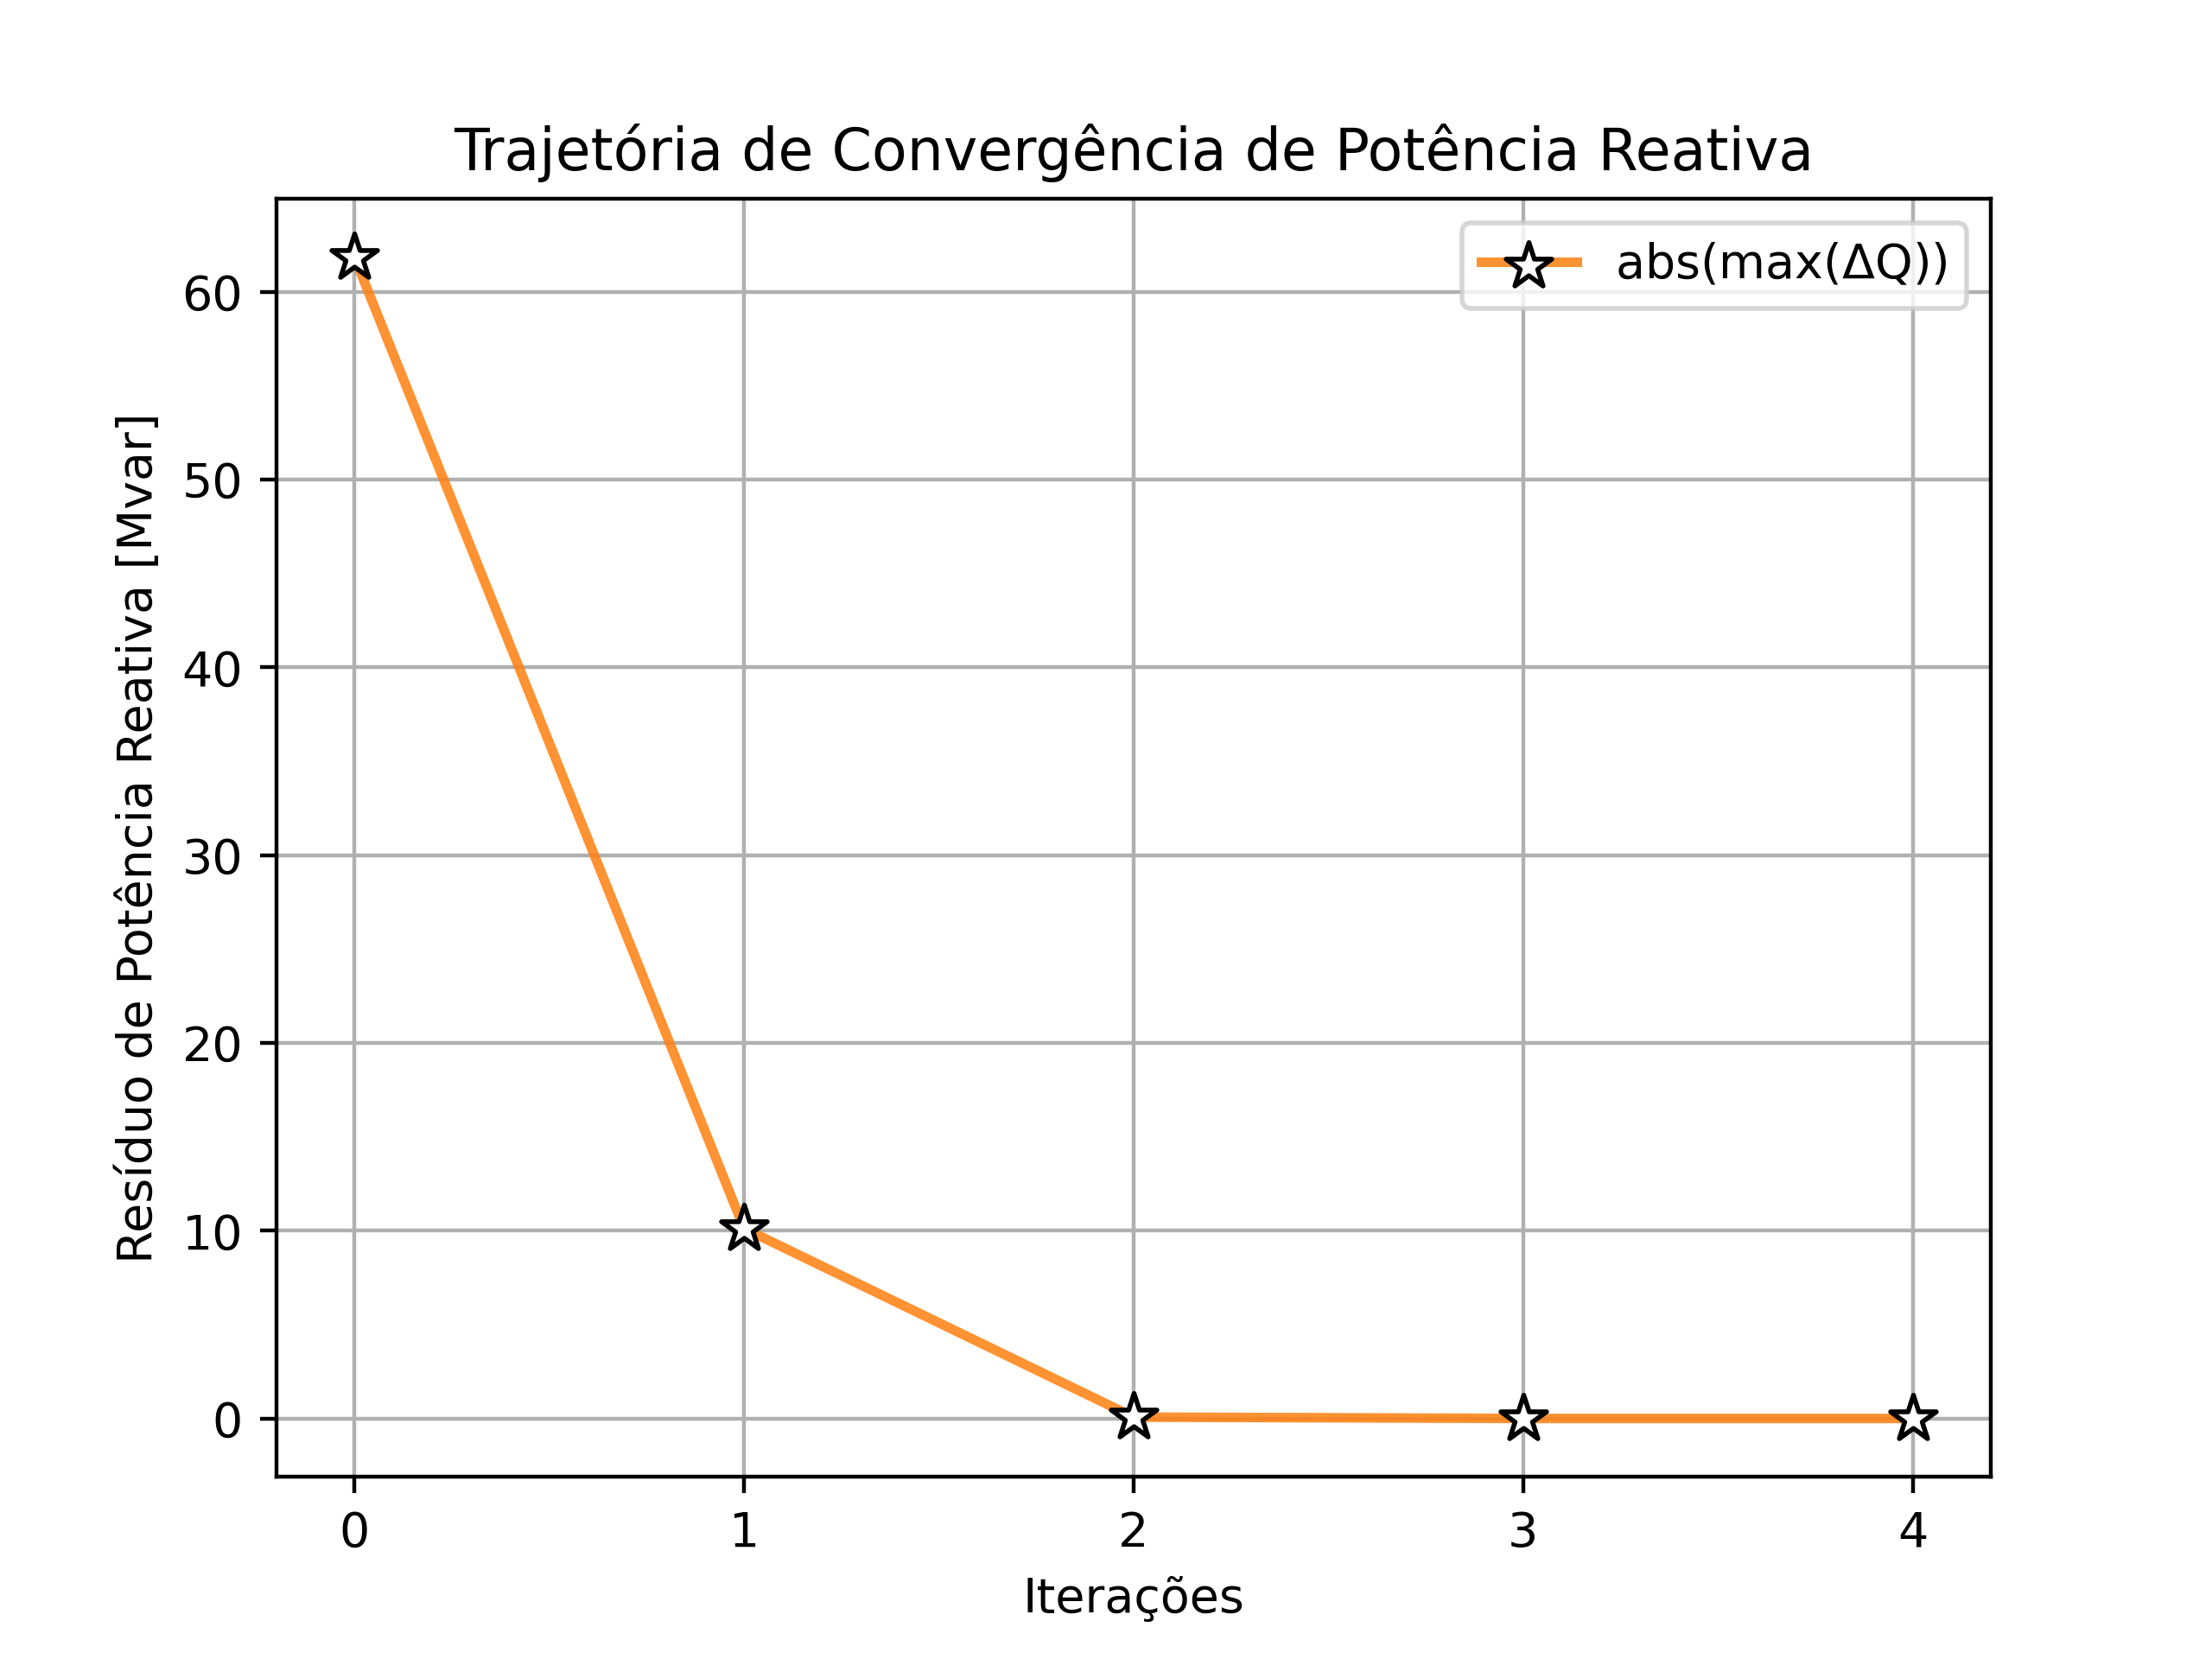 Trajetória de Convergência de Potência Reativa
abs(max(ΔQ))
Resíduo de Potência Reativa [Mvar]
60
50
40
30
20
10
0
0 1 2 3 4
Iterações